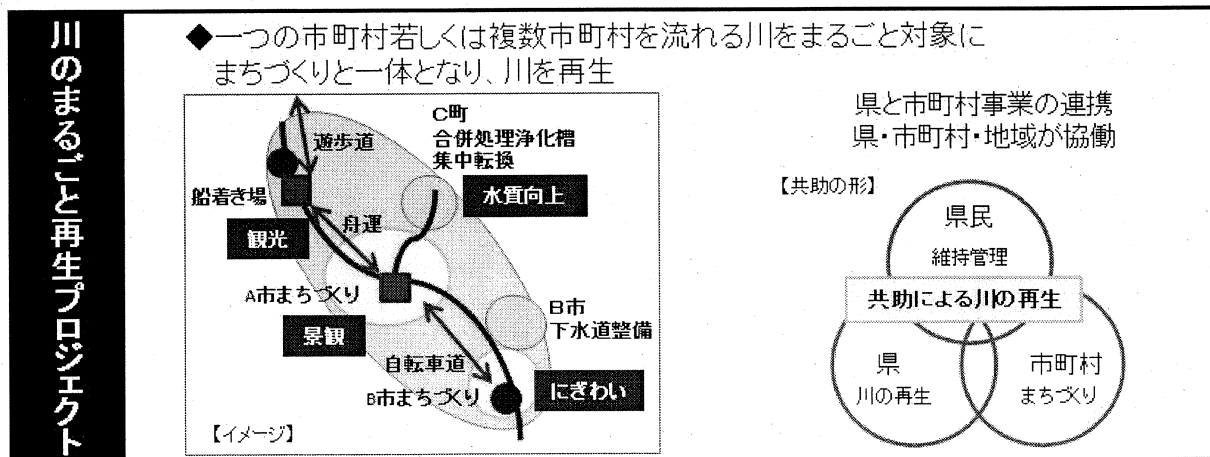 川のまるごと再生プロジェクト
◆一つの市町村若しくは複数市町村を流れる川をまるごと対象に
まちづくりと一体となり、川を再生
遊歩道
C町
合併処理浄化槽
集中転換
船着き場
水質向上
舟運
観光
A市まちづくり
B市
下水道整備
景観
自転車道
にぎわい
B市まちづくり
【イメージ】
県と市町村事業の連携
県・市町村・地域が協働
【共助の形】
県民
維持管理
共助による川の再生
県
川の再生
市町村
まちづくり